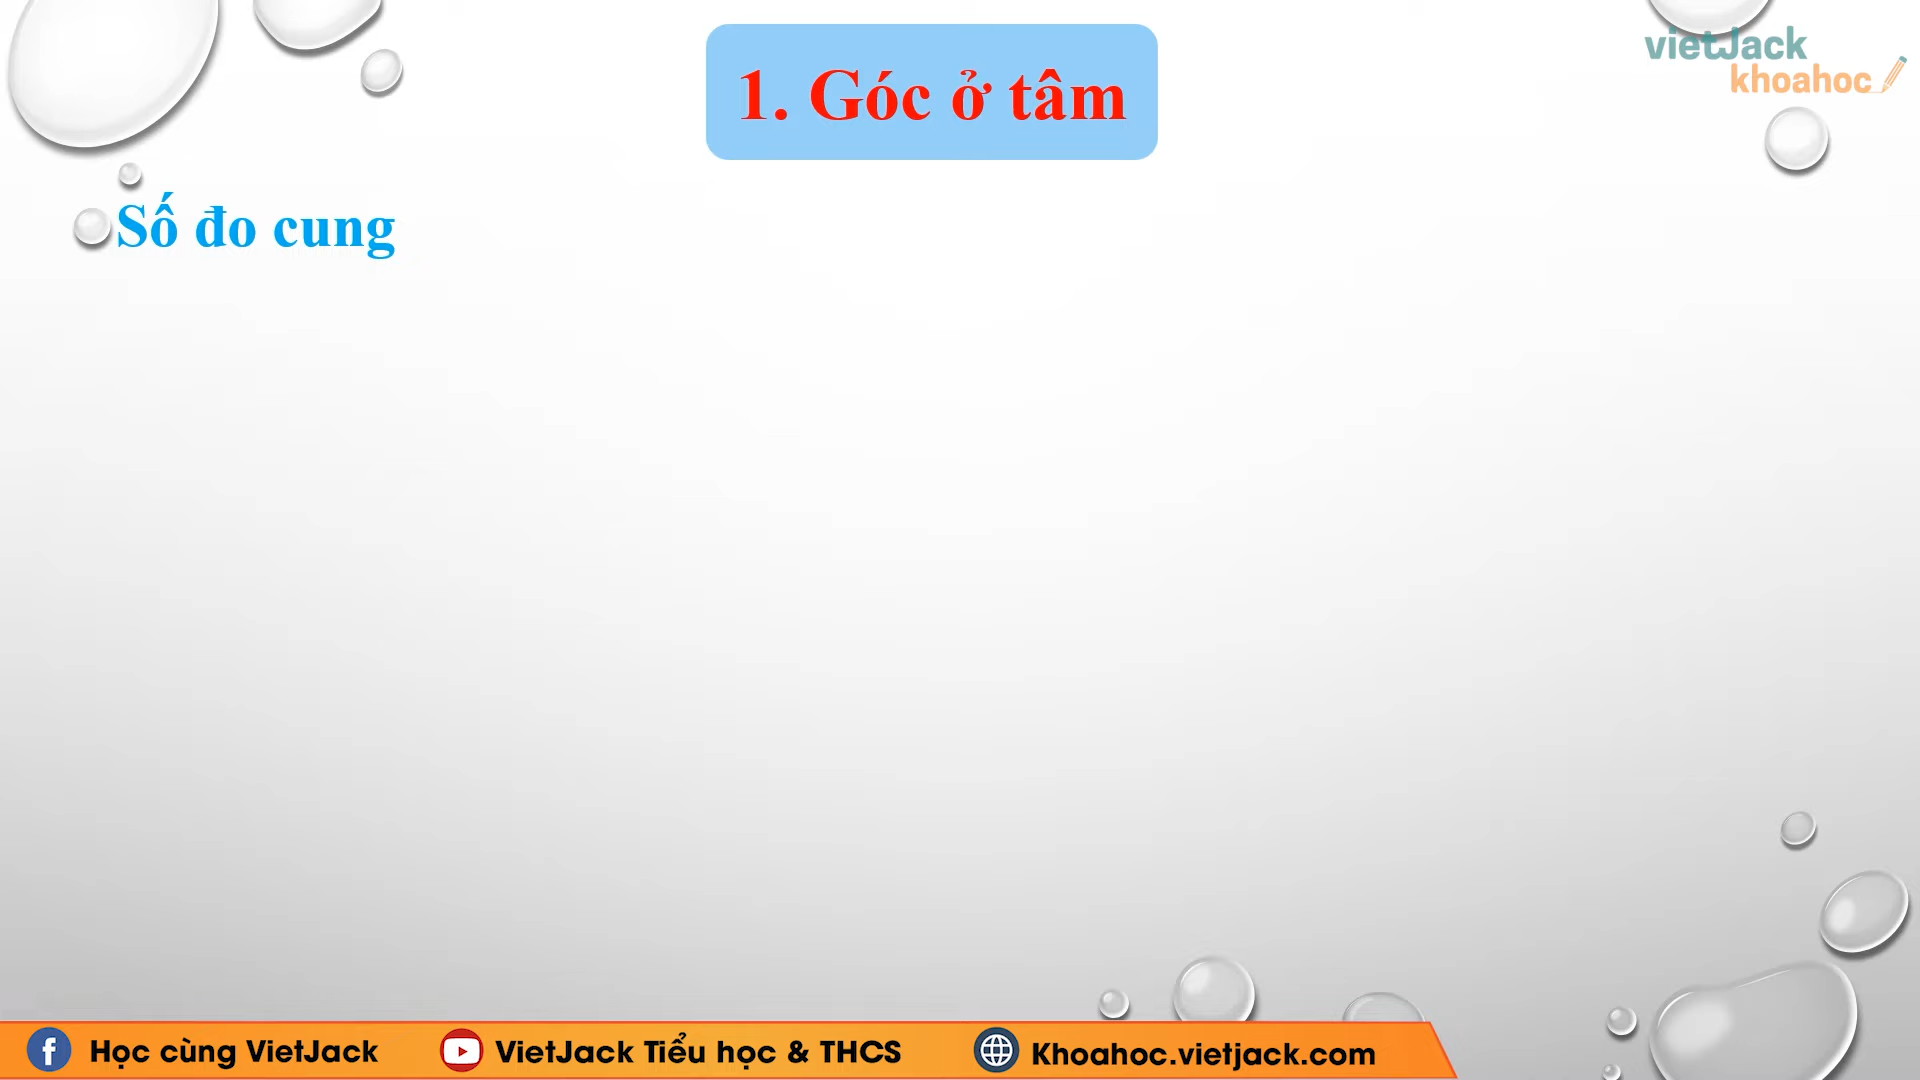 1. Góc ở tâm
vietJack
khoahoc
Số đo cung
Học cùng VietJack
VietJack Tiểu học & THCS
Khoahoc.vietjack.com